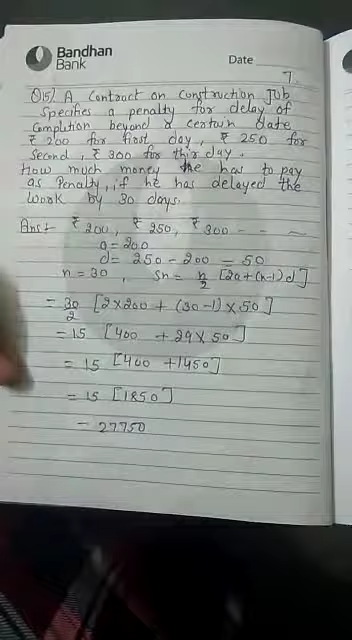 Bandhan
Bank
Date
7.
Q15) A Contract on Construction Job
Specifies a penalty for delay of
Completion beyond a certain date
₹ 200 for first day, ₹ 250 for
Second, ₹ 300 for third day.
How much money the has to pay
as Penalty, if he has delayed the
work by 30 days.
Ans: ₹ 200, ₹ 250, ₹ 300 - - ~
a = 200
d = 250 - 200 = 50
n = 30, Sn = n/2 [2a+(n-1)d]
= 30/2 [2×200 + (30-1)×50]
= 15 [400 + 29×50]
= 15 [400 +1450]
= 15 [1850]
= 27750